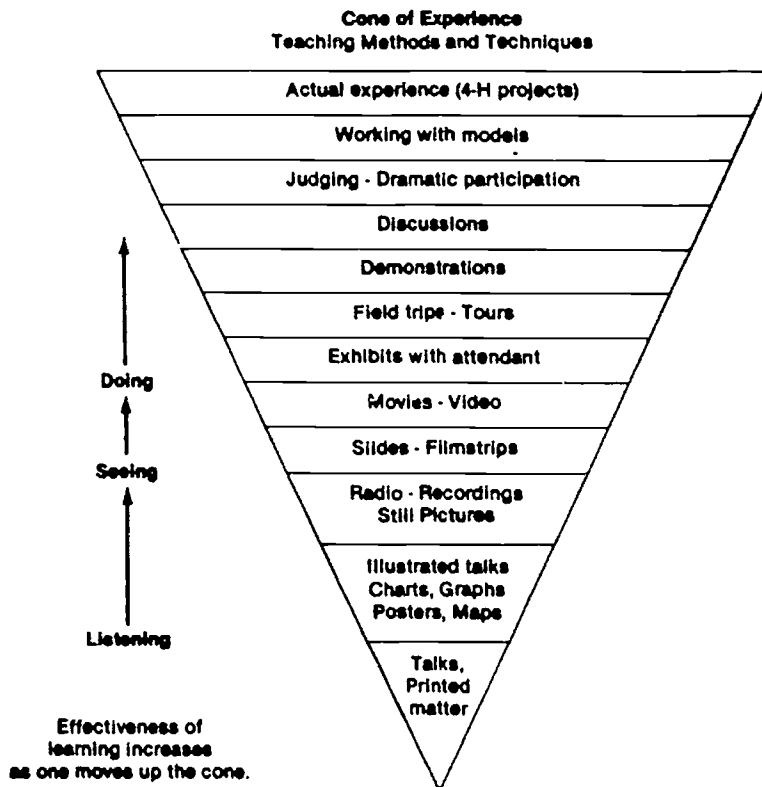 Cone of Experience
Teaching Methods and Techniques
Actual experience (4-H projects)
Working with models
Judging - Dramatic participation
Discussions
Demonstrations
Field trips - Tours
Exhibits with attendant
Movies - Video
Slides - Filmstrips
Radio - Recordings
Still Pictures
Illustrated talks
Charts, Graphs
Posters, Maps
Talks,
Printed
matter
Doing
Seeing
Listening
Effectiveness of
learning increases
as one moves up the cone.